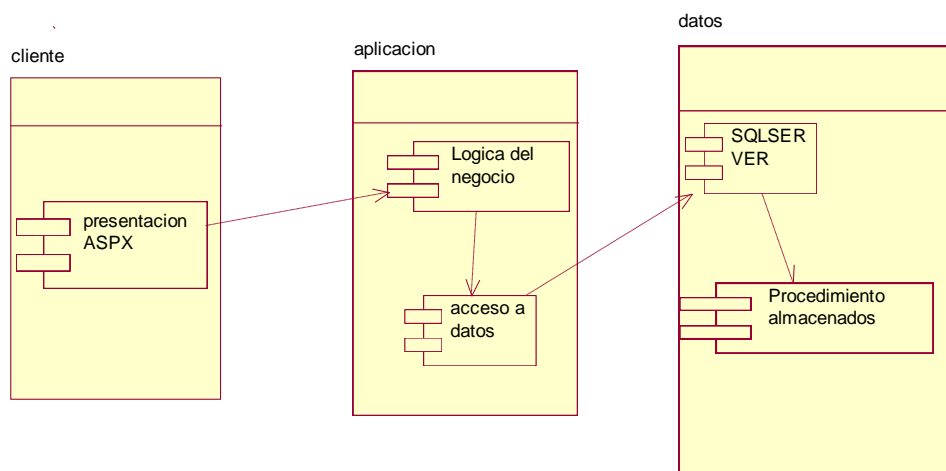 cliente
aplicacion
datos
presentacion
ASPX
Logica del
negocio
acceso a
datos
SQLSER
VER
Procedimiento
almacenados